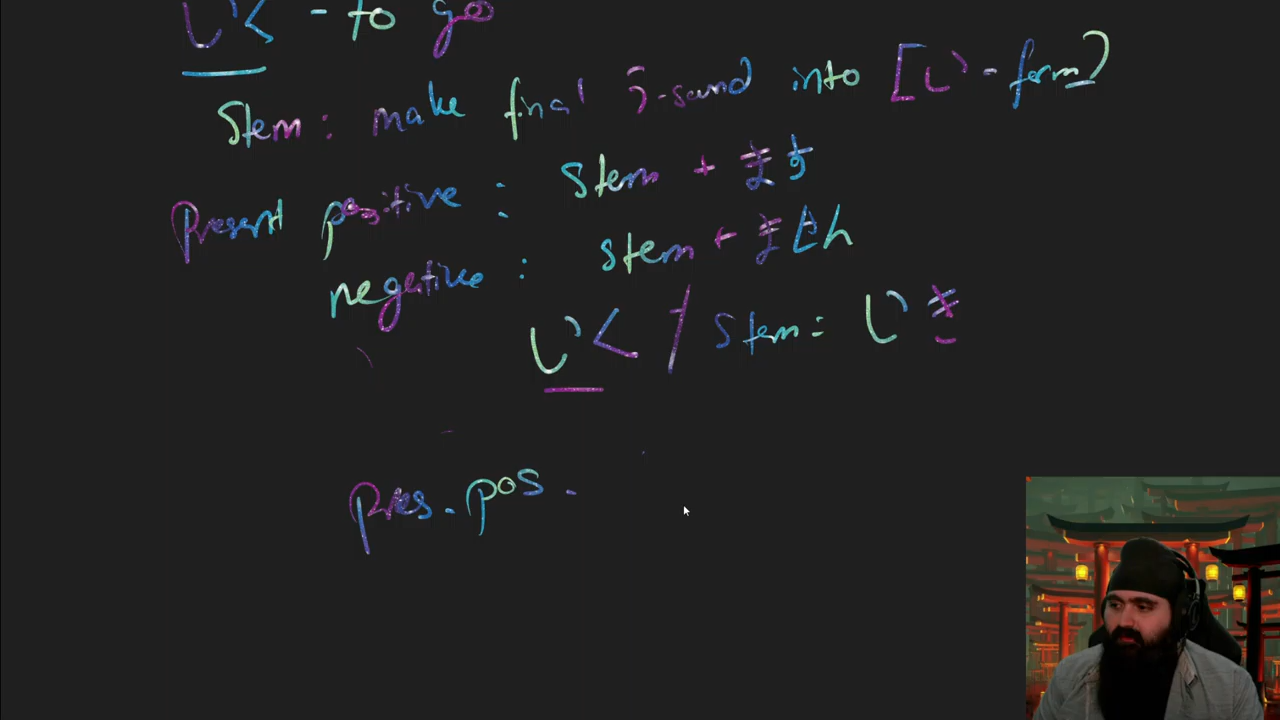 いく - to go
Stem : make final う-sound into [い - form]
Present positive : Stem + ます
negetive : stem + ません
いく / Stem = いき
pres. pos -